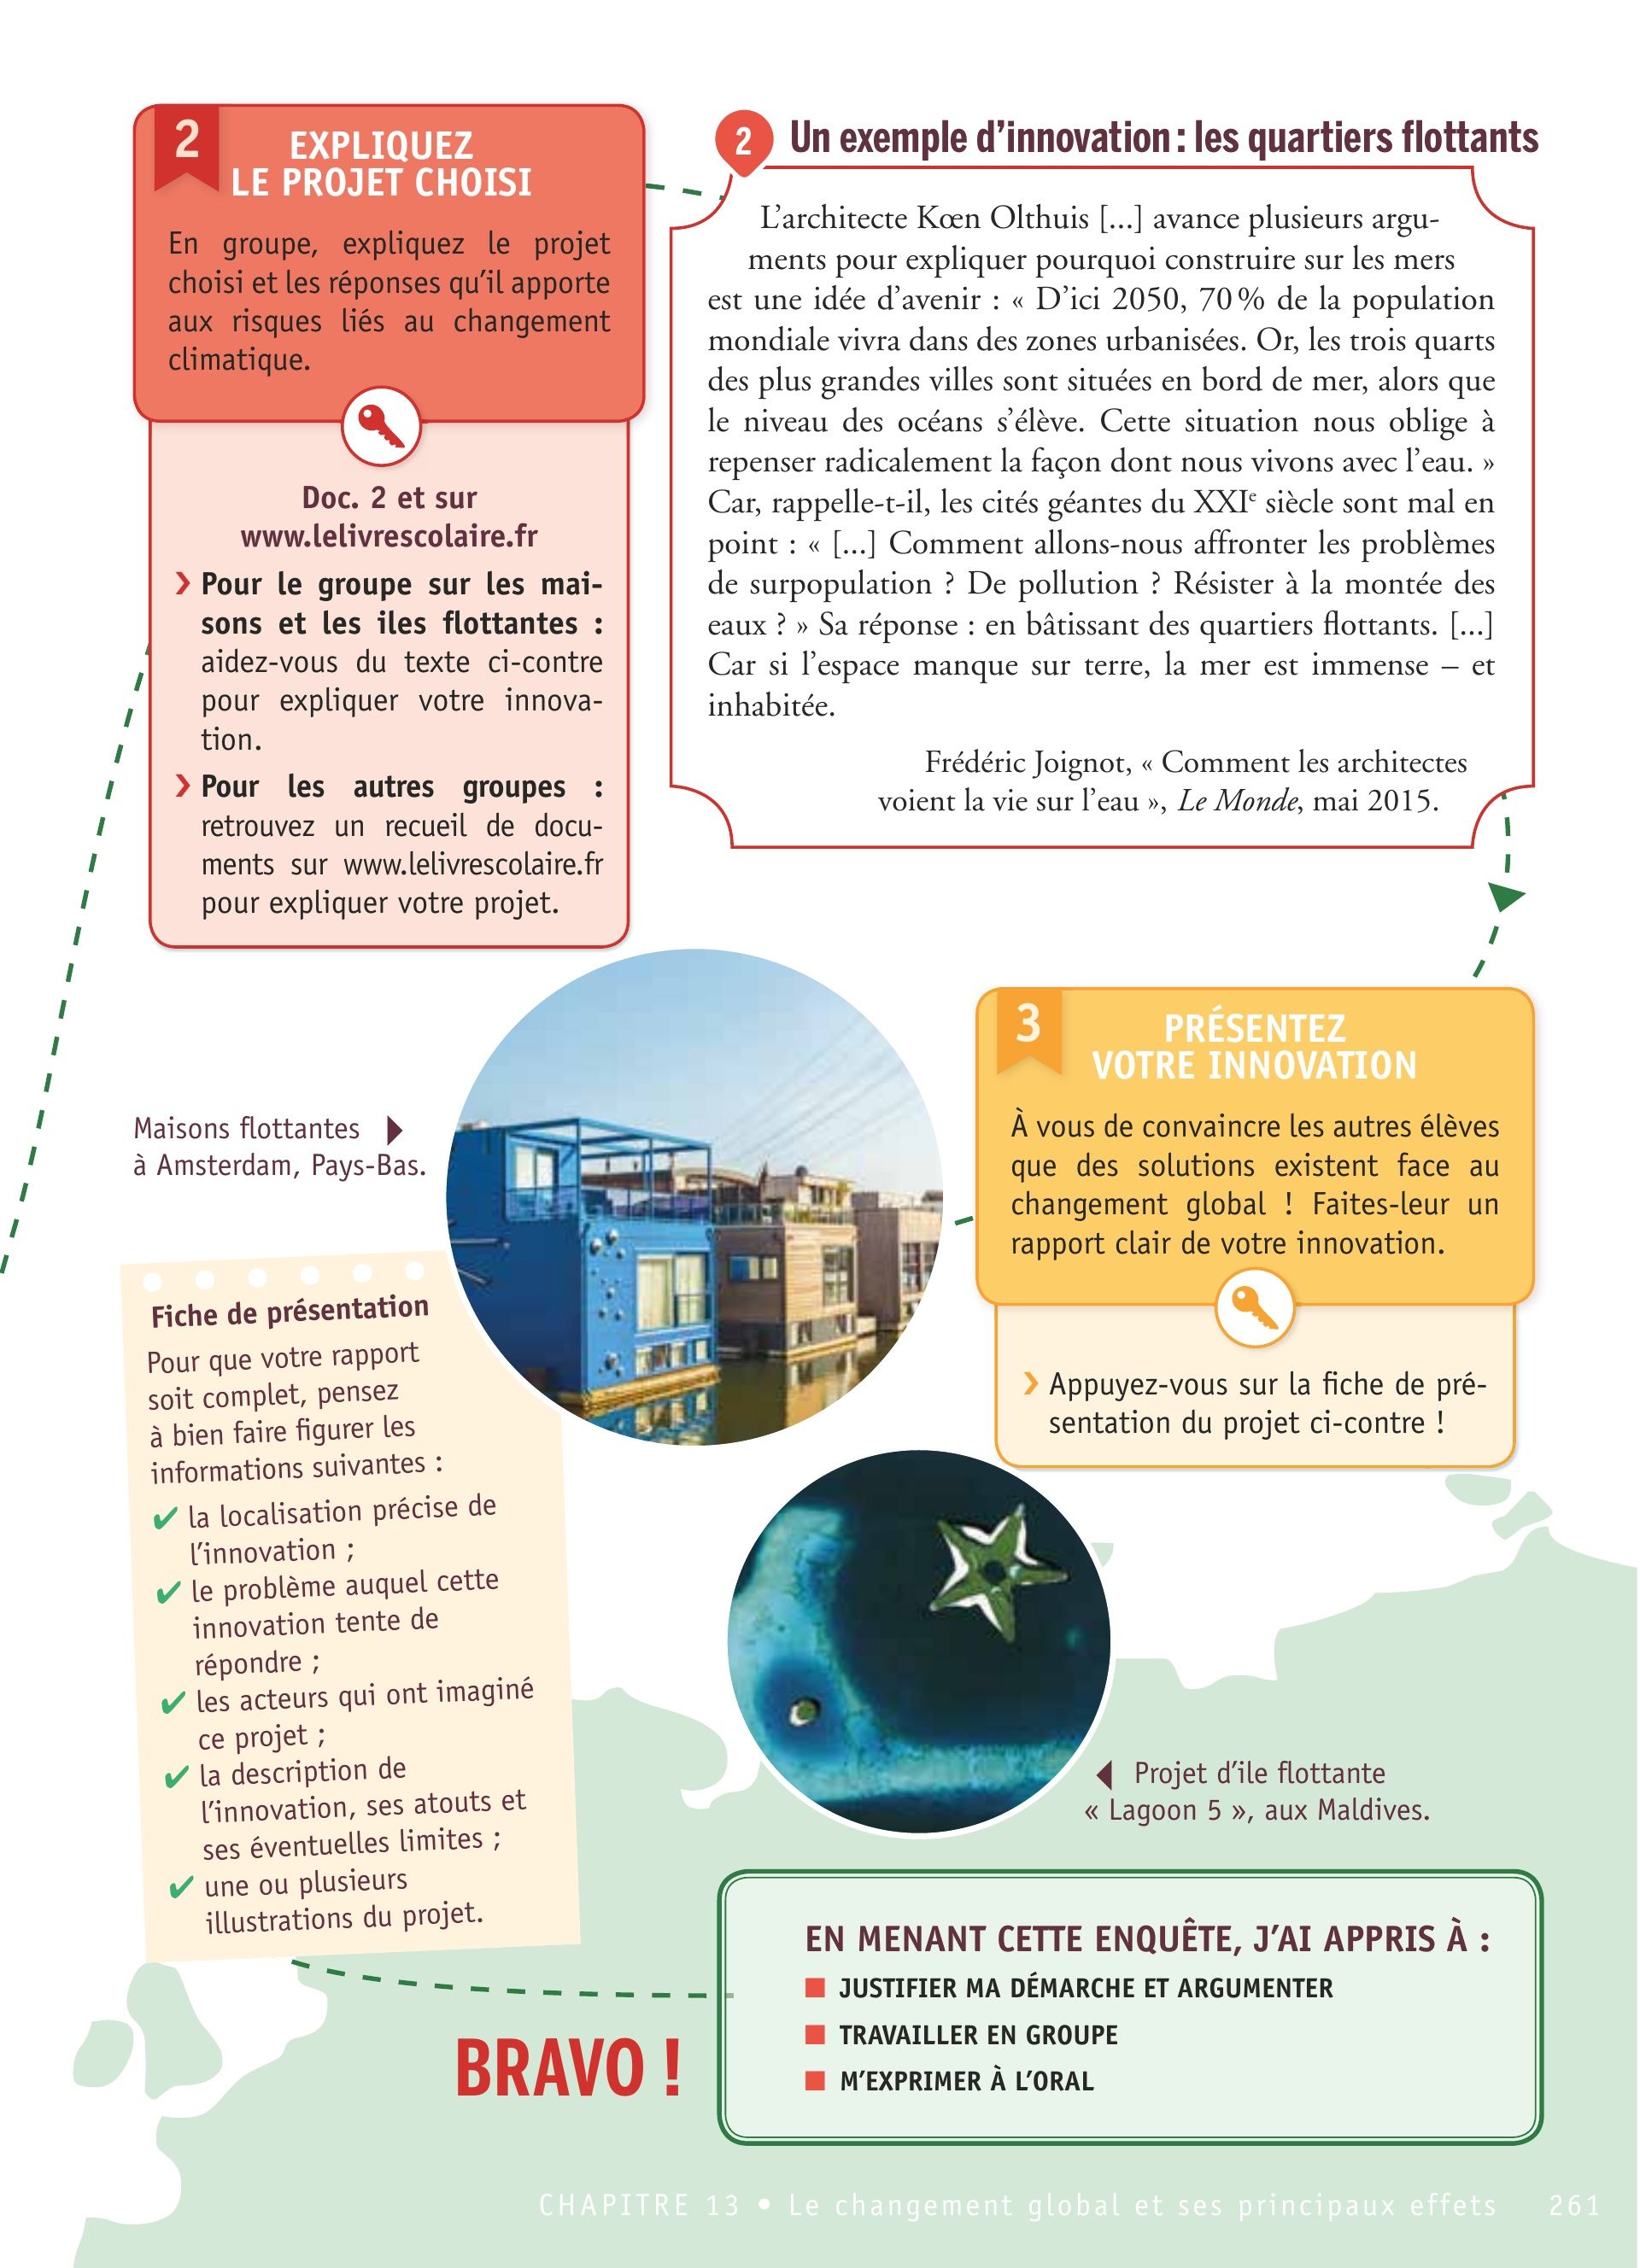 2
EXPLIQUEZ
LE PROJET CHOISI
En groupe, expliquez le projet
choisi et les réponses qu'il apporte
aux risques liés au changement
climatique.
Doc. 2 et sur
www.lelivrescolaire.fr
› Pour le groupe sur les mai-
sons et les iles flottantes :
aidez-vous du texte ci-contre
pour expliquer votre innova-
tion.
› Pour les autres groupes :
retrouvez un recueil de docu-
ments sur www.lelivrescolaire.fr
pour expliquer votre projet.
2 Un exemple d'innovation : les quartiers flottants
L'architecte Kœn Olthuis [...] avance plusieurs argu-
ments pour expliquer pourquoi construire sur les mers
est une idée d'avenir : « D'ici 2050, 70 % de la population
mondiale vivra dans des zones urbanisées. Or, les trois quarts
des plus grandes villes sont situées en bord de mer, alors que
le niveau des océans s'élève. Cette situation nous oblige à
repenser radicalement la façon dont nous vivons avec l'eau. »
Car, rappelle-t-il, les cités géantes du XXIe siècle sont mal en
point : « [...] Comment allons-nous affronter les problèmes
de surpopulation ? De pollution ? Résister à la montée des
eaux ? » Sa réponse : en bâtissant des quartiers flottants. [...]
Car si l'espace manque sur terre, la mer est immense – et
inhabitée.
Frédéric Joignot, « Comment les architectes
voient la vie sur l'eau », Le Monde, mai 2015.
3
PRÉSENTEZ
VOTRE INNOVATION
À vous de convaincre les autres élèves
que des solutions existent face au
changement global ! Faites-leur un
rapport clair de votre innovation.
› Appuyez-vous sur la fiche de pré-
sentation du projet ci-contre !
Maisons flottantes
à Amsterdam, Pays-Bas.
Fiche de présentation
Pour que votre rapport
soit complet, pensez
à bien faire figurer les
informations suivantes :
✔ la localisation précise de
l'innovation ;
✔ le problème auquel cette
innovation tente de
répondre ;
✔ les acteurs qui ont imaginé
ce projet ;
✔ la description de
l'innovation, ses atouts et
ses éventuelles limites ;
✔ une ou plusieurs
illustrations du projet.
Projet d'ile flottante
« Lagoon 5 », aux Maldives.
BRAVO !
EN MENANT CETTE ENQUÊTE, J'AI APPRIS À :
■ JUSTIFIER MA DÉMARCHE ET ARGUMENTER
■ TRAVAILLER EN GROUPE
■ M'EXPRIMER À L'ORAL
CHAPITRE 13 • Le changement global et ses principaux effets 261